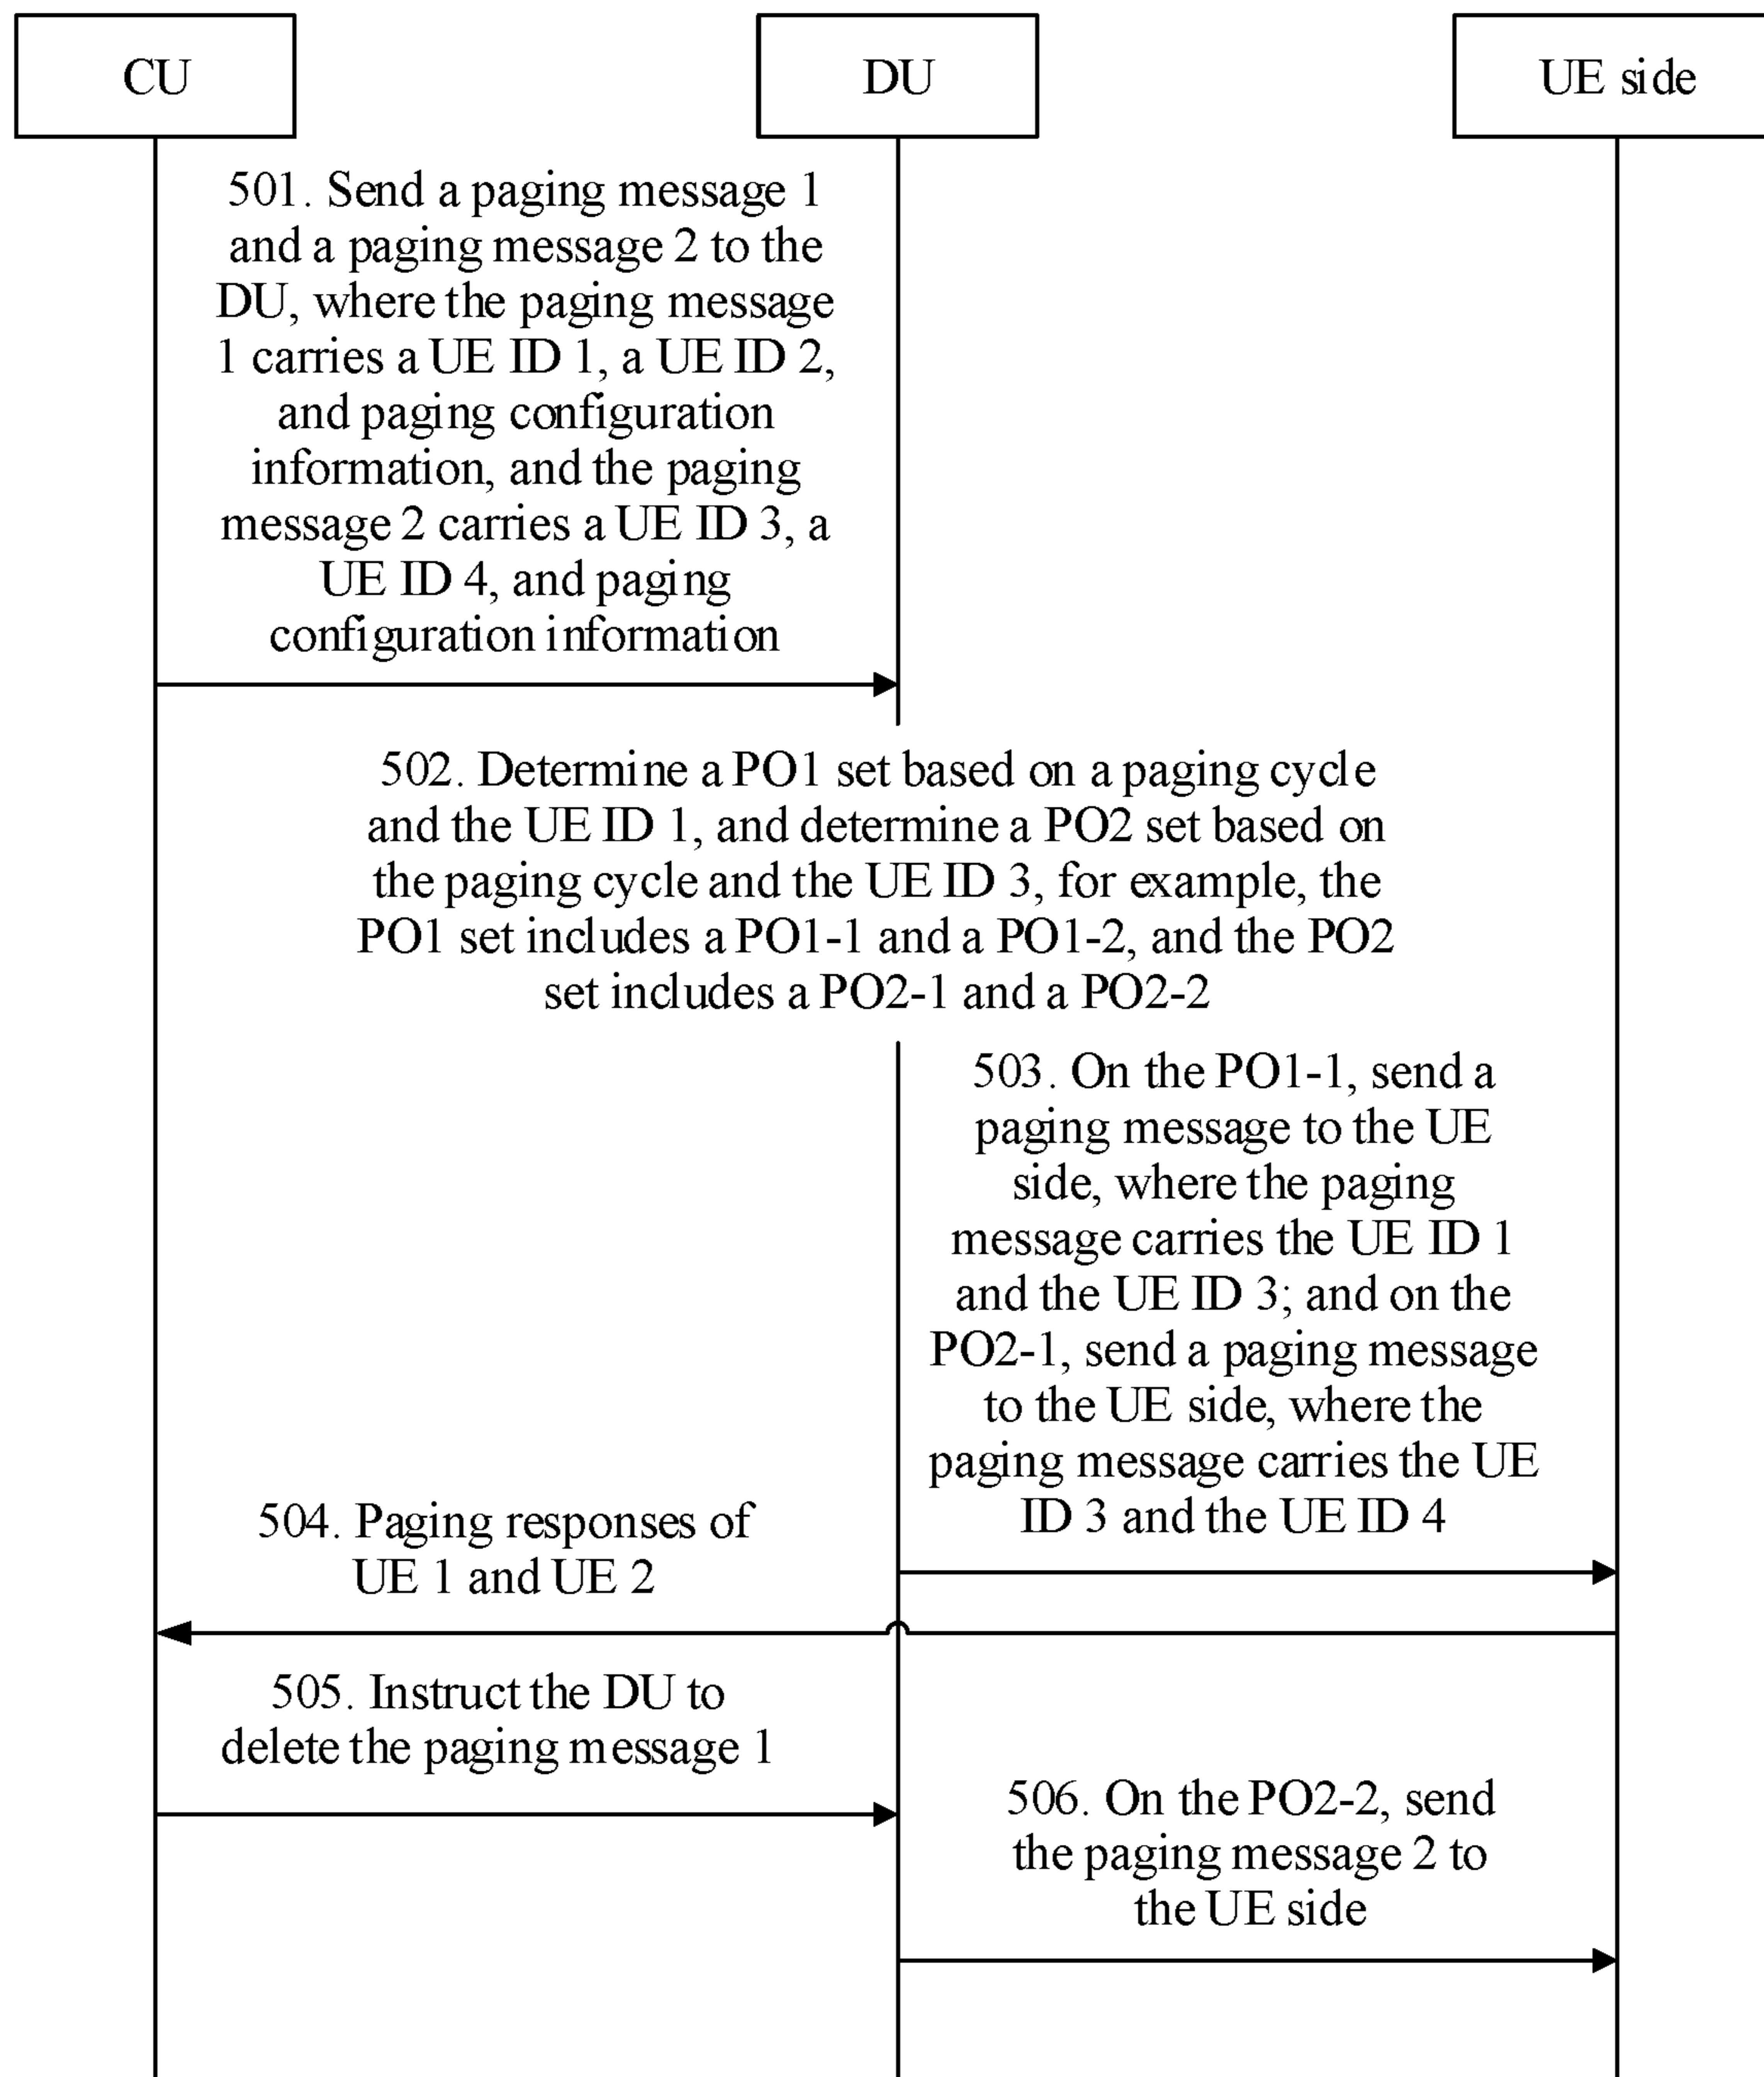 CU
DU
UE side
501. Send a paging message 1
and a paging message 2 to the
DU, where the paging message
1 carries a UE ID 1, a UE ID 2,
and paging configuration
information, and the paging
message 2 carries a UE ID 3, a
UE ID 4, and paging
configuration information
502. Determine a PO1 set based on a paging cycle
and the UE ID 1, and determine a PO2 set based on
the paging cycle and the UE ID 3, for example, the
PO1 set includes a PO1-1 and a PO1-2, and the PO2
set includes a PO2-1 and a PO2-2
503. On the PO1-1, send a
paging message to the UE
side, where the paging
message carries the UE ID 1
and the UE ID 3; and on the
PO2-1, send a paging message
to the UE side, where the
paging message carries the UE
ID 3 and the UE ID 4
504. Paging responses of
UE 1 and UE 2
505. Instruct the DU to
delete the paging message 1
506. On the PO2-2, send
the paging message 2 to
the UE side